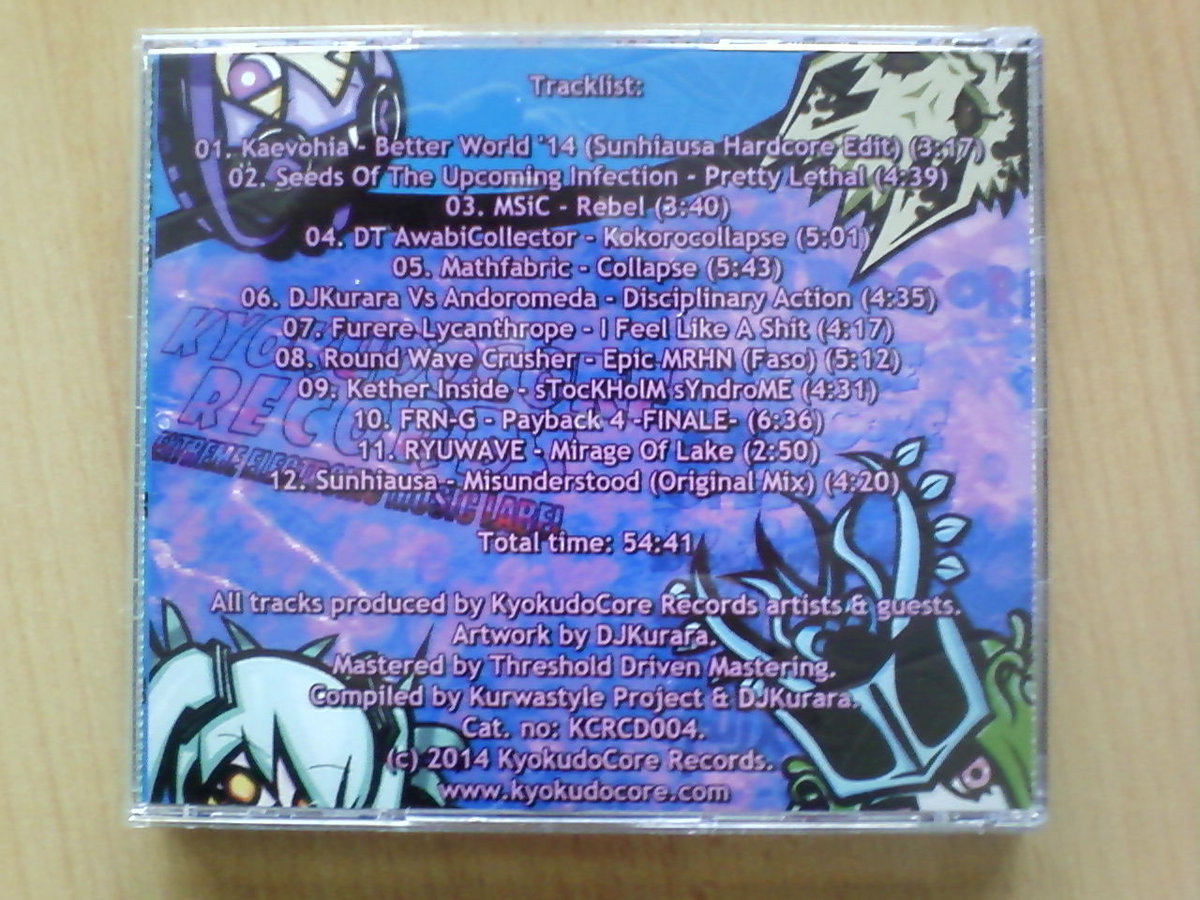 Tracklist:
01. Kaevohia - Better World '14 (Sunhiausa Hardcore Edit) (3:17)
02. Seeds Of The Upcoming Infection - Pretty Lethal (4:39)
03. MSiC - Rebel (3:40)
04. DT AwabiCollector - Kokorocollapse (5:01)
05. Mathfabric - Collapse (5:43)
06. DJKurara Vs Andoromeda - Disciplinary Action (4:35)
07. Furere Lycanthrope - I Feel Like A Shit (4:17)
08. Round Wave Crusher - Epic MRHN (Faso) (5:12)
09. Kether Inside - sTocKHolM sYndroME (4:31)
10. FRN-G - Payback 4 -FINALE- (6:36)
11. RYUWAVE - Mirage Of Lake (2:50)
12. Sunhiausa - Misunderstood (Original Mix) (4:20)
Total time: 54:41
All tracks produced by KyokudoCore Records artists & guests.
Artwork by DJKurara.
Mastered by Threshold Driven Mastering.
Compiled by Kurwastyle Project & DJKurara.
Cat. no: KCRCD004.
(c) 2014 KyokudoCore Records.
www.kyokudocore.com
EXTREME ELECTRONIC MUSIC LABEL